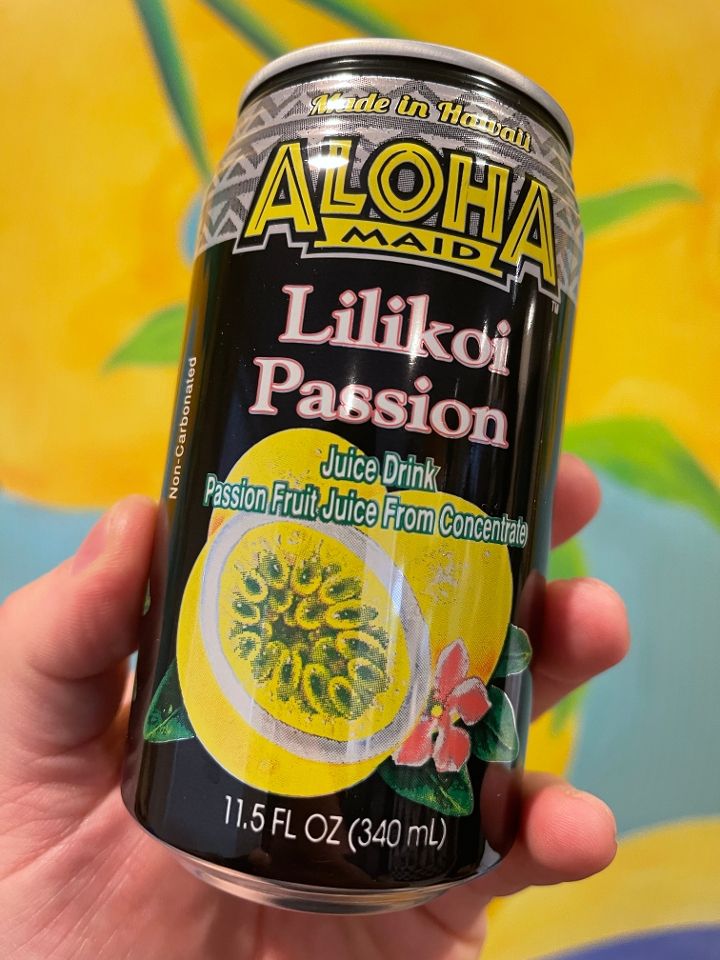 Made in Hawaii
ALOHA
MAID
Lilikoi
Passion
Juice Drink
Passion Fruit Juice From Concentrate
Non-Carbonated
11.5 FL OZ (340 mL)